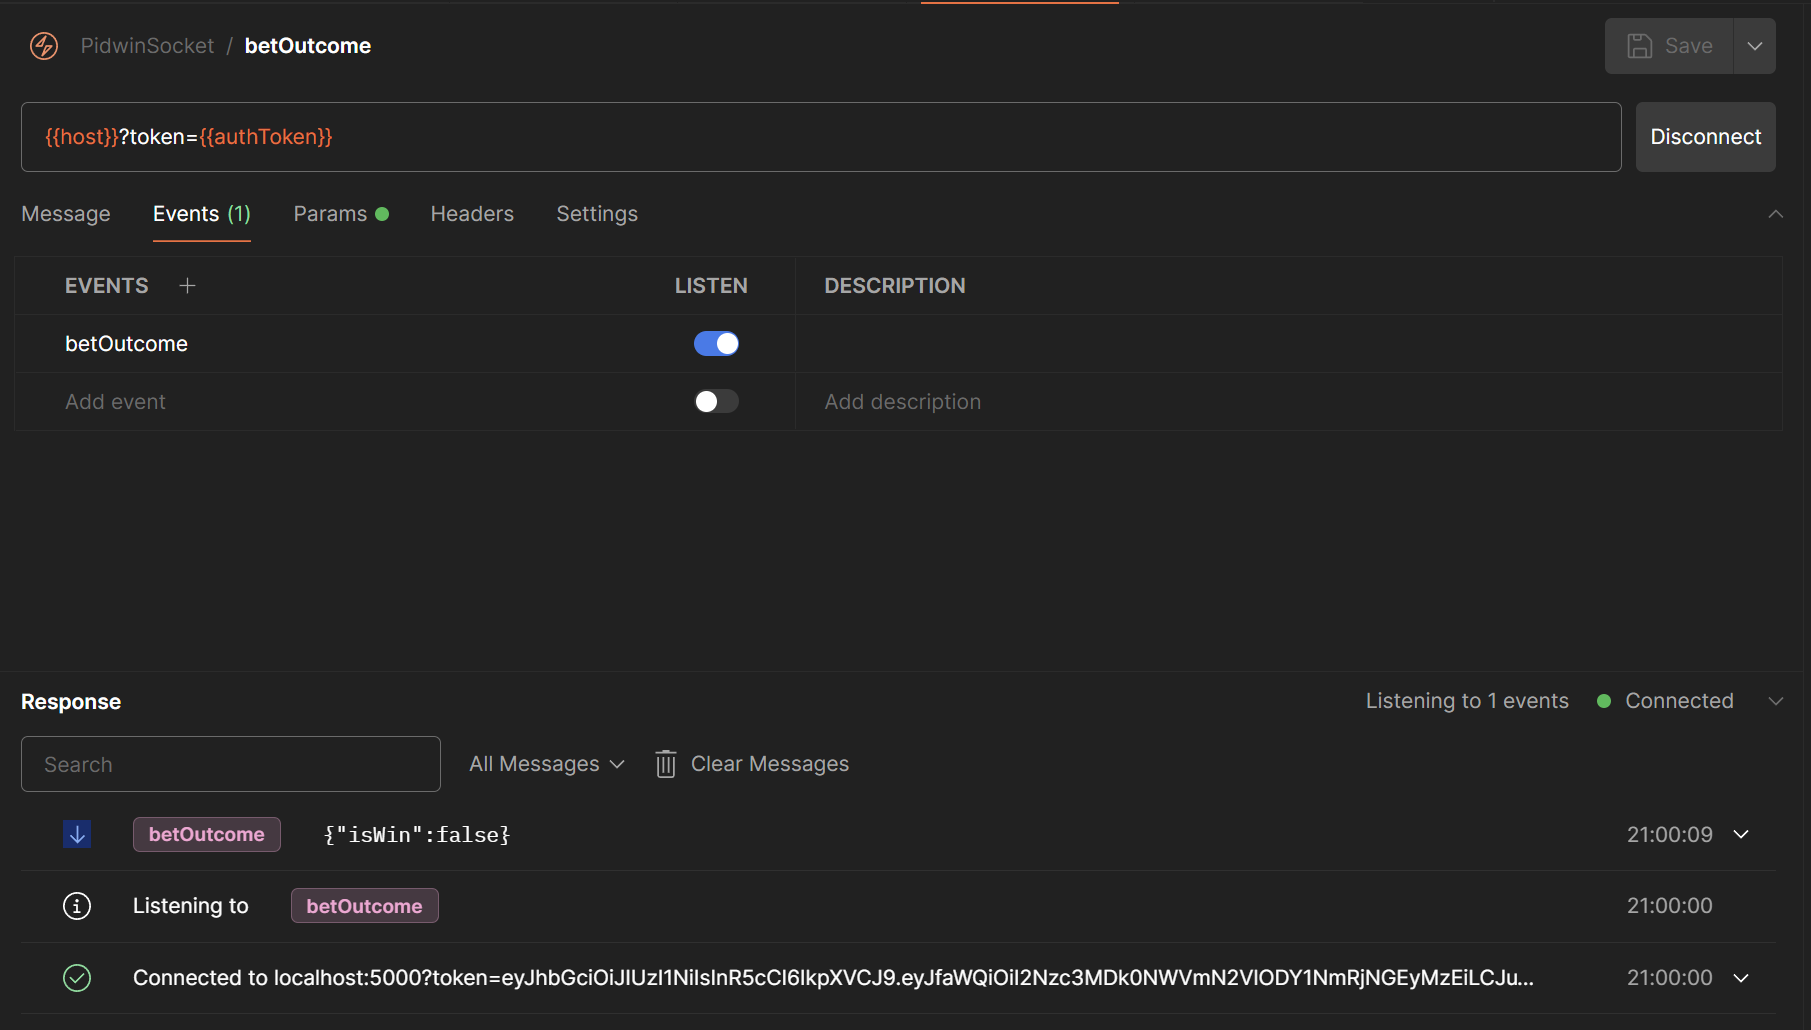 PidwinSocket / betOutcome
Save
{{host}}?token={{authToken}}
Disconnect
Message Events (1) Params Headers Settings
EVENTS + LISTEN DESCRIPTION
betOutcome
Add event Add description
Response Listening to 1 events Connected
Search All Messages Clear Messages
betOutcome {"isWin":false} 21:00:09
Listening to betOutcome 21:00:00
Connected to localhost:5000?token=eyJhbGciOiJIUzI1NiIsInR5cCI6IkpXVCJ9.eyJfaWQiOiI2Nzc3MDk0NWVmN2VlODY1NmRjNGEyMzEiLCJu... 21:00:00